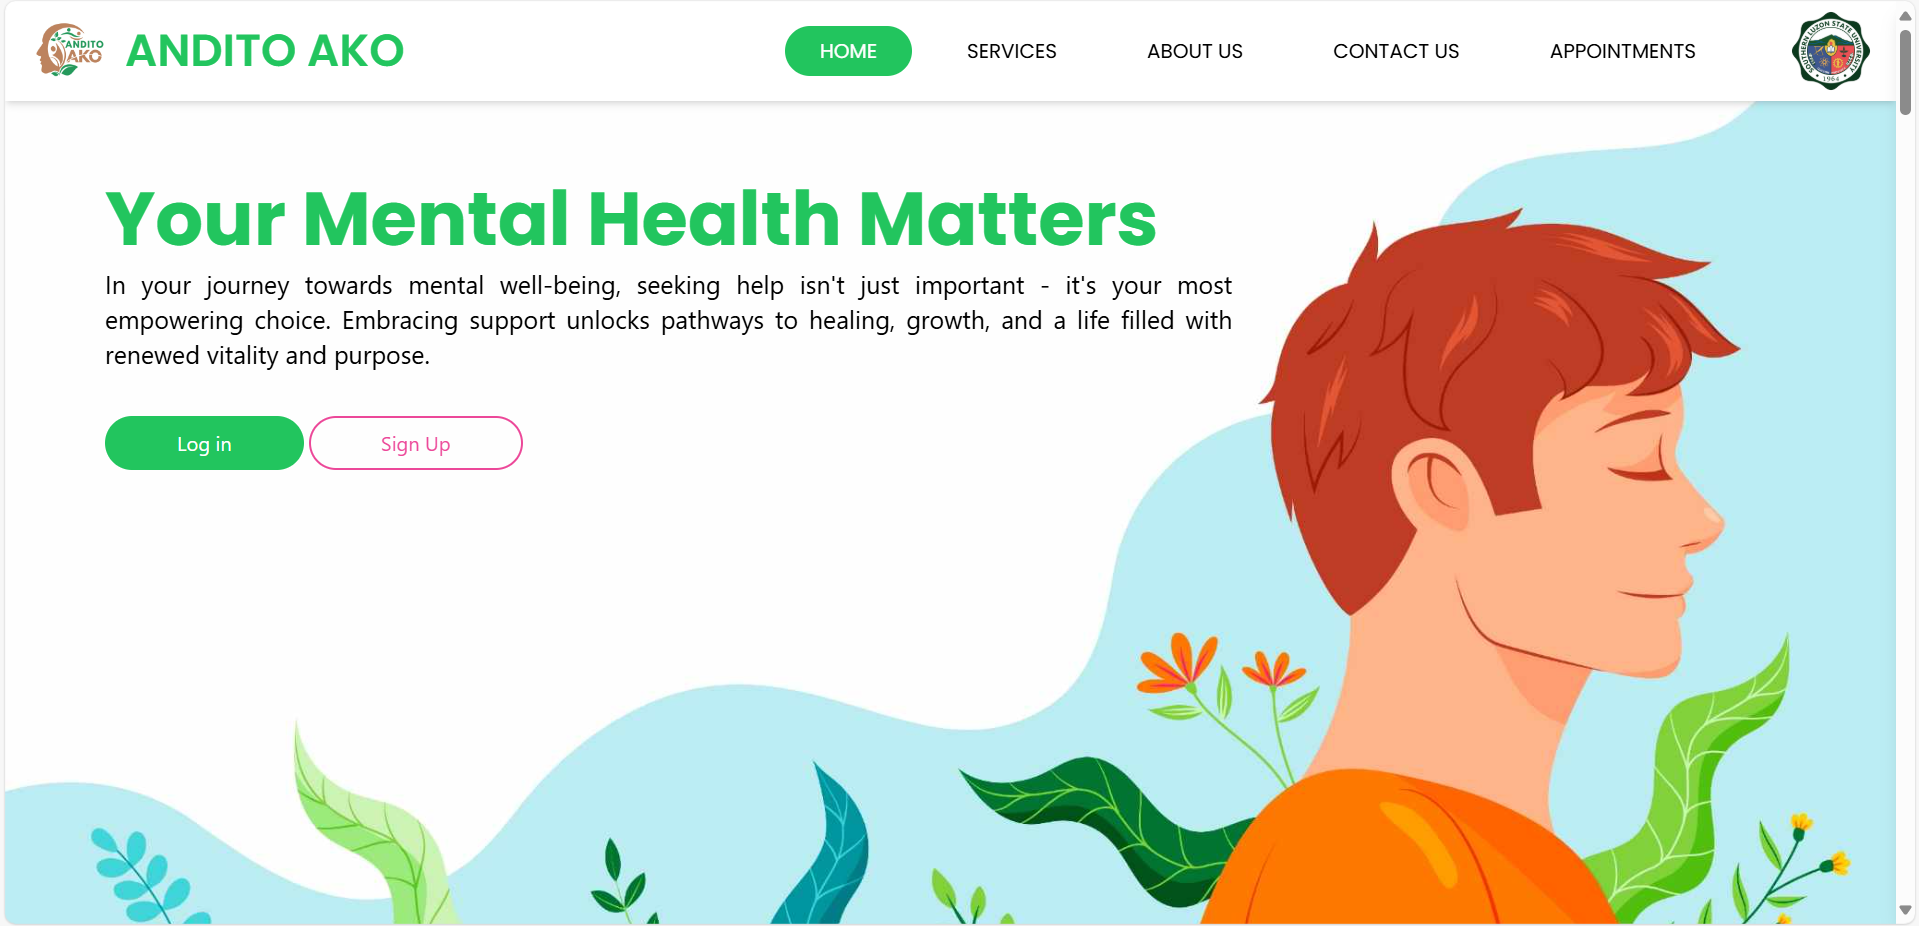 ANDITO
AKO
ANDITO AKO
HOME
SERVICES
ABOUT US
CONTACT US
APPOINTMENTS
SOUTHERN LUZON STATE UNIVERSITY
1964
Your Mental Health Matters
In your journey towards mental well-being, seeking help isn't just important - it's your most
empowering choice. Embracing support unlocks pathways to healing, growth, and a life filled with
renewed vitality and purpose.
Log in
Sign Up